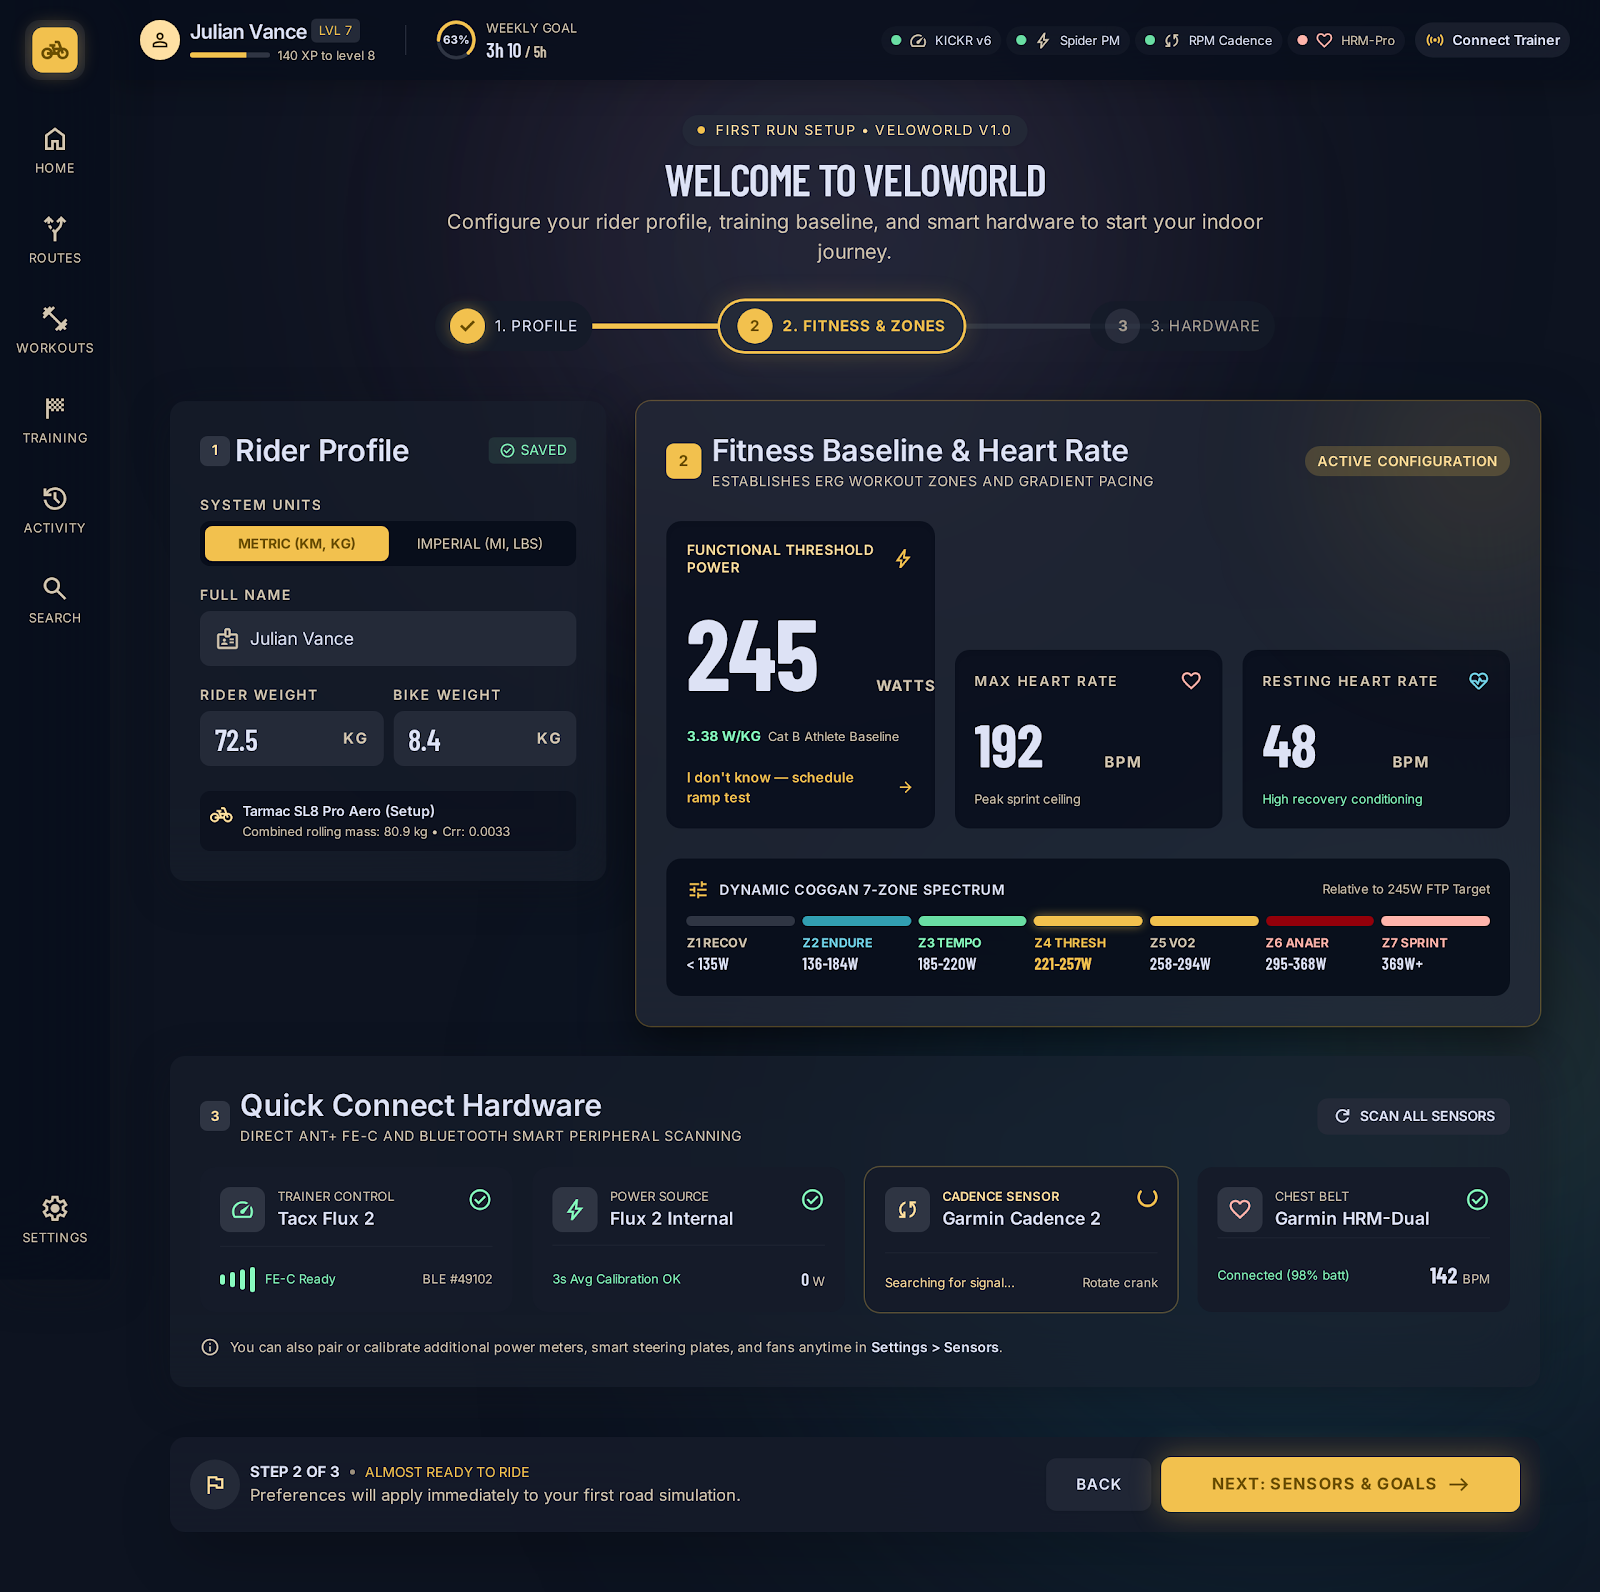 Julian Vance
LVL 7
140 XP to level 8
63%
WEEKLY GOAL
3h 10 / 5h
KICKR v6
Spider PM
RPM Cadence
HRM-Pro
Connect Trainer
HOME
ROUTES
WORKOUTS
TRAINING
ACTIVITY
SEARCH
SETTINGS
FIRST RUN SETUP • VELOWORLD V1.0
WELCOME TO VELOWORLD
Configure your rider profile, training baseline, and smart hardware to start your indoor
journey.
1. PROFILE
2
2. FITNESS & ZONES
3
3. HARDWARE
1
Rider Profile
SAVED
SYSTEM UNITS
METRIC (KM, KG)
IMPERIAL (MI, LBS)
FULL NAME
Julian Vance
RIDER WEIGHT
BIKE WEIGHT
72.5 KG
8.4 KG
Tarmac SL8 Pro Aero (Setup)
Combined rolling mass: 80.9 kg • Crr: 0.0033
2
Fitness Baseline & Heart Rate
ESTABLISHES ERG WORKOUT ZONES AND GRADIENT PACING
ACTIVE CONFIGURATION
FUNCTIONAL THRESHOLD
POWER
245 WATTS
3.38 W/KG Cat B Athlete Baseline
I don't know — schedule
ramp test
MAX HEART RATE
192 BPM
Peak sprint ceiling
RESTING HEART RATE
48 BPM
High recovery conditioning
DYNAMIC COGGAN 7-ZONE SPECTRUM
Relative to 245W FTP Target
Z1 RECOV
< 135W
Z2 ENDURE
136-184W
Z3 TEMPO
185-220W
Z4 THRESH
221-257W
Z5 VO2
258-294W
Z6 ANAER
295-368W
Z7 SPRINT
369W+
3
Quick Connect Hardware
DIRECT ANT+ FE-C AND BLUETOOTH SMART PERIPHERAL SCANNING
SCAN ALL SENSORS
TRAINER CONTROL
Tacx Flux 2
FE-C Ready
BLE #49102
POWER SOURCE
Flux 2 Internal
3s Avg Calibration OK
0 W
CADENCE SENSOR
Garmin Cadence 2
Searching for signal...
Rotate crank
CHEST BELT
Garmin HRM-Dual
Connected (98% batt)
142 BPM
You can also pair or calibrate additional power meters, smart steering plates, and fans anytime in Settings > Sensors.
STEP 2 OF 3 • ALMOST READY TO RIDE
Preferences will apply immediately to your first road simulation.
BACK
NEXT: SENSORS & GOALS →